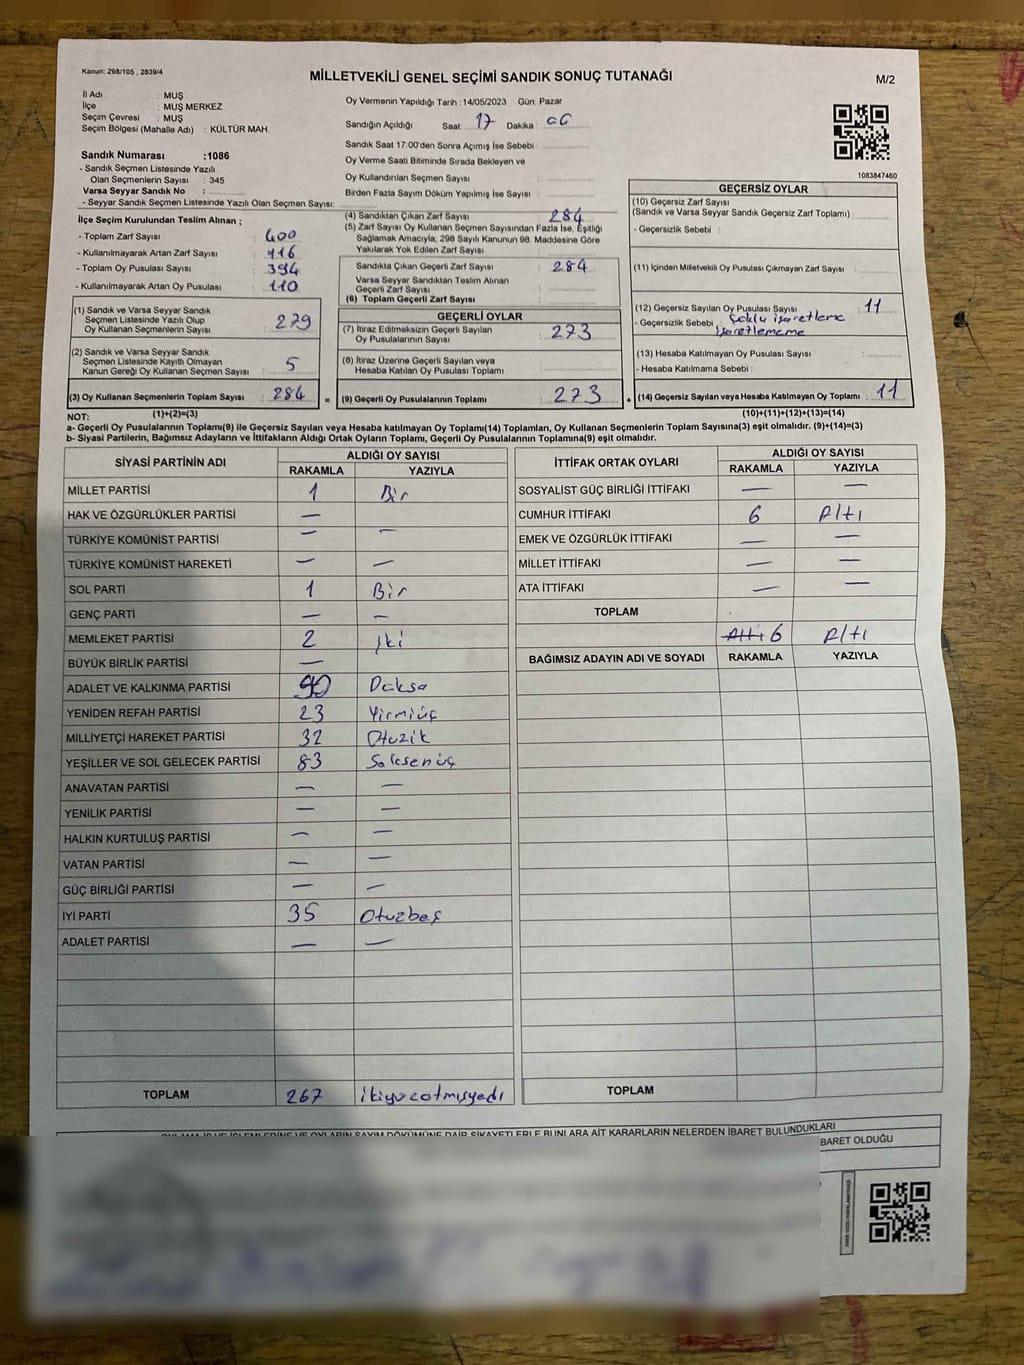 Kanun: 298/105 , 2839/4
MİLLETVEKİLİ GENEL SEÇİMİ SANDIK SONUÇ TUTANAĞI
M/2
İl Adı : MUŞ
İlçe : MUŞ MERKEZ
Seçim Çevresi : MUŞ
Seçim Bölgesi (Mahalle Adı) : KÜLTÜR MAH.
Sandık Numarası :1086
- Sandık Seçmen Listesinde Yazılı
Olan Seçmenlerin Sayısı : 345
Varsa Seyyar Sandık No :
- Seyyar Sandık Seçmen Listesinde Yazılı Olan Seçmen Sayısı:
Oy Vermenin Yapıldığı Tarih : 14/05/2023 Gün: Pazar
Sandığın Açıldığı Saat: 17 Dakika :
Sandık Saat 17:00'den Sonra Açımış İse Sebebi :
Oy Verme Saati Bitiminde Sırada Bekleyen ve
Oy Kullandırılan Seçmen Sayısı :
Birden Fazla Sayım Döküm Yapılmış İse Sayısı :
1083847460
İlçe Seçim Kurulundan Teslim Alınan ;
- Toplam Zarf Sayısı : 400
- Kullanılmayarak Artan Zarf Sayısı : 116
- Toplam Oy Pusulası Sayısı : 394
- Kullanılmayarak Artan Oy Pusulası : 110
(1) Sandık ve Varsa Seyyar Sandık
Seçmen Listesinde Yazılı Olup
Oy Kullanan Seçmenlerin Sayısı : 279
(2) Sandık ve Varsa Seyyar Sandık
Seçmen Listesinde Kayıtlı Olmayan
Kanun Gereği Oy Kullanan Seçmen Sayısı : 5
(3) Oy Kullanan Seçmenlerin Toplam Sayısı : 284 =
(4) Sandıktan Çıkan Zarf Sayısı : 284
(5) Zarf Sayısı Oy Kullanan Seçmen Sayısından Fazla İse, Eşitliği
Sağlamak Amacıyla, 298 Sayılı Kanunun 98. Maddesine Göre
Yakılarak Yok Edilen Zarf Sayısı :
Sandıkta Çıkan Geçerli Zarf Sayısı : 284
Varsa Seyyar Sandıktan Teslim Alınan
Geçerli Zarf Sayısı :
(6) Toplam Geçerli Zarf Sayısı :
GEÇERLİ OYLAR
(7) İtiraz Edilmeksizin Geçerli Sayılan
Oy Pusulalarının Sayısı : 273
(8) İtiraz Üzerine Geçerli Sayılan veya
Hesaba Katılan Oy Pusulası Toplamı :
(9) Geçerli Oy Pusulalarının Toplamı : 273 +
GEÇERSİZ OYLAR
(10) Geçersiz Zarf Sayısı
(Sandık ve Varsa Seyyar Sandık Geçersiz Zarf Toplamı) :
- Geçersizlik Sebebi :
(11) İçinden Milletvekili Oy Pusulası Çıkmayan Zarf Sayısı :
(12) Geçersiz Sayılan Oy Pusulası Sayısı : 11
- Geçersizlik Sebebi : Çoklu işaretleme
işaretlememe
(13) Hesaba Katılmayan Oy Pusulası Sayısı :
- Hesaba Katılmama Sebebi :
(14) Geçersiz Sayılan veya Hesaba Katılmayan Oy Toplamı : 11
NOT: (1)+(2)=(3) (10)+(11)+(12)+(13)=(14)
a- Geçerli Oy Pusulalarının Toplamı(9) ile Geçersiz Sayılan veya Hesaba katılmayan Oy Toplamı(14) Toplamları, Oy Kullanan Seçmenlerin Toplam Sayısına(3) eşit olmalıdır. (9)+(14)=(3)
b- Siyasi Partilerin, Bağımsız Adayların ve İttifakların Aldığı Ortak Oyların Toplamı, Geçerli Oy Pusulalarının Toplamına(9) eşit olmalıdır.
SİYASİ PARTİNİN ADI ALDIĞI OY SAYISI
RAKAMLA YAZIYLA
MİLLET PARTİSİ 1 Bir
HAK VE ÖZGÜRLÜKLER PARTİSİ —
TÜRKİYE KOMÜNİST PARTİSİ — —
TÜRKİYE KOMÜNİST HAREKETİ — —
SOL PARTİ 1 Bir
GENÇ PARTİ — —
MEMLEKET PARTİSİ 2 iki
BÜYÜK BİRLİK PARTİSİ —
ADALET VE KALKINMA PARTİSİ 90 Doksa
YENİDEN REFAH PARTİSİ 23 Yirmiüç
MİLLİYETÇİ HAREKET PARTİSİ 32 Otuzik
YEŞİLLER VE SOL GELECEK PARTİSİ 83 Seksenüç
ANAVATAN PARTİSİ — —
YENİLİK PARTİSİ — —
HALKIN KURTULUŞ PARTİSİ — —
VATAN PARTİSİ — —
GÜÇ BİRLİĞİ PARTİSİ — —
İYİ PARTİ 35 Otuzbeş
ADALET PARTİSİ — —
TOPLAM 267 ikiyüzatmışyedi
İTTİFAK ORTAK OYLARI ALDIĞI OY SAYISI
RAKAMLA YAZIYLA
SOSYALİST GÜÇ BİRLİĞİ İTTİFAKI — —
CUMHUR İTTİFAKI 6 Altı
EMEK VE ÖZGÜRLÜK İTTİFAKI — —
MİLLET İTTİFAKI — —
ATA İTTİFAKI — —
TOPLAM
Altı 6 Altı
BAĞIMSIZ ADAYIN ADI VE SOYADI RAKAMLA YAZIYLA
TOPLAM
OYLAMA İŞ VE İŞLEMLERİNE VE OYLARIN SAYIM DÖKÜMÜNE DAİR ŞİKAYETLERLE BUNLARA AİT KARARLARIN NELERDEN İBARET BULUNDUKLARI
BARET OLDUĞU